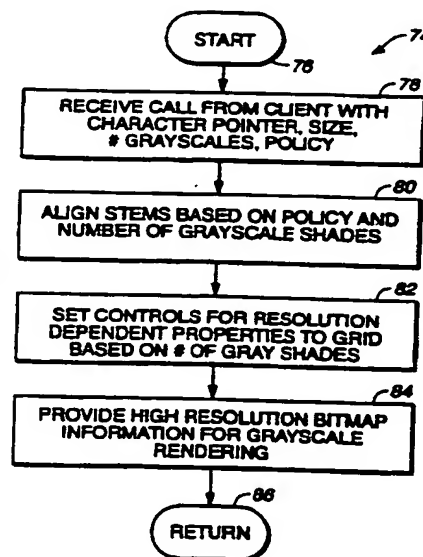 START
76
74
78
RECEIVE CALL FROM CLIENT WITH
CHARACTER POINTER, SIZE,
# GRAYSCALES, POLICY
80
ALIGN STEMS BASED ON POLICY AND
NUMBER OF GRAYSCALE SHADES
82
SET CONTROLS FOR RESOLUTION
DEPENDENT PROPERTIES TO GRID
BASED ON # OF GRAY SHADES
84
PROVIDE HIGH RESOLUTION BITMAP
INFORMATION FOR GRAYSCALE
RENDERING
86
RETURN